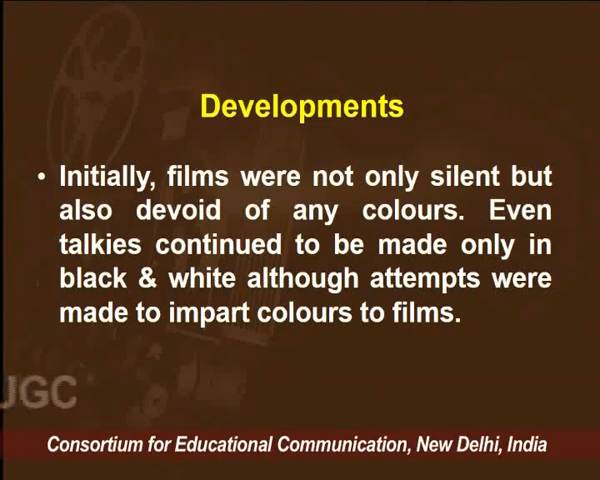 Developments
• Initially, films were not only silent but
also devoid of any colours. Even
talkies continued to be made only in
black & white although attempts were
made to impart colours to films.
UGC
Consortium for Educational Communication, New Delhi, India